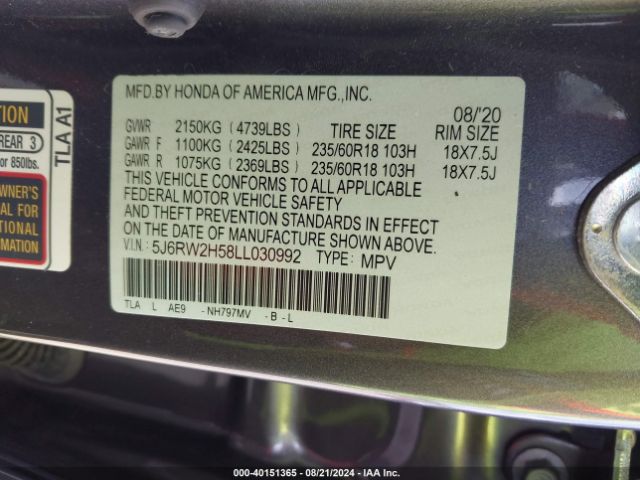 TION
REAR 3
or 850lbs.
WNER'S
AL FOR
TIONAL
RMATION
TLA A1
MFD.BY HONDA OF AMERICA MFG.,INC.
08/'20
GVWR 2150KG (4739LBS) TIRE SIZE RIM SIZE
GAWR F 1100KG (2425LBS) 235/60R18 103H 18X7.5J
GAWR R 1075KG (2369LBS) 235/60R18 103H 18X7.5J
THIS VEHICLE CONFORMS TO ALL APPLICABLE
FEDERAL MOTOR VEHICLE SAFETY
AND THEFT PREVENTION STANDARDS IN EFFECT
ON THE DATE OF MANUFACTURE SHOWN ABOVE.
V.I.N: 5J6RW2H58LL030992 TYPE: MPV
TLA L AE9 -NH797MV -B-L
000-40151365 - 08/21/2024 - IAA Inc.